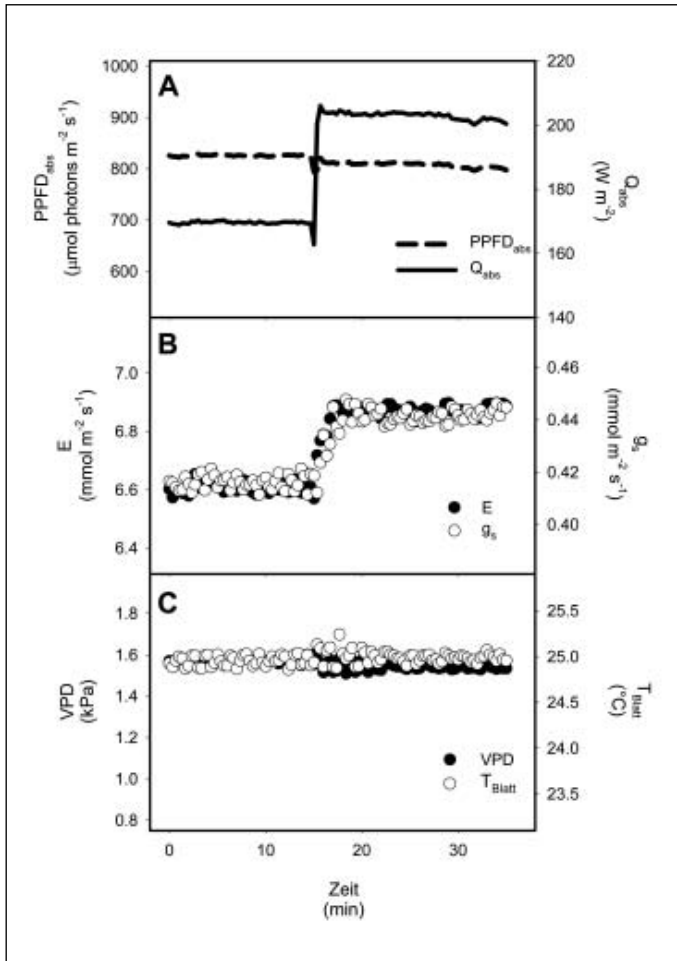 A
1000
900
800
700
600
PPFDabs
(µmol photons m-2 s-1)
220
200
180
160
140
Qabs
(W m-2)
PPFDabs
Qabs
B
7.0
6.8
6.6
6.4
E
(mmol m-2 s-1)
0.46
0.44
0.42
0.40
gs
(mmol m-2 s-1)
E
gs
C
1.8
1.6
1.4
1.2
1.0
0.8
VPD
(kPa)
25.5
25.0
24.5
24.0
23.5
TBlatt
(°C)
VPD
TBlatt
0
10
20
30
Zeit
(min)